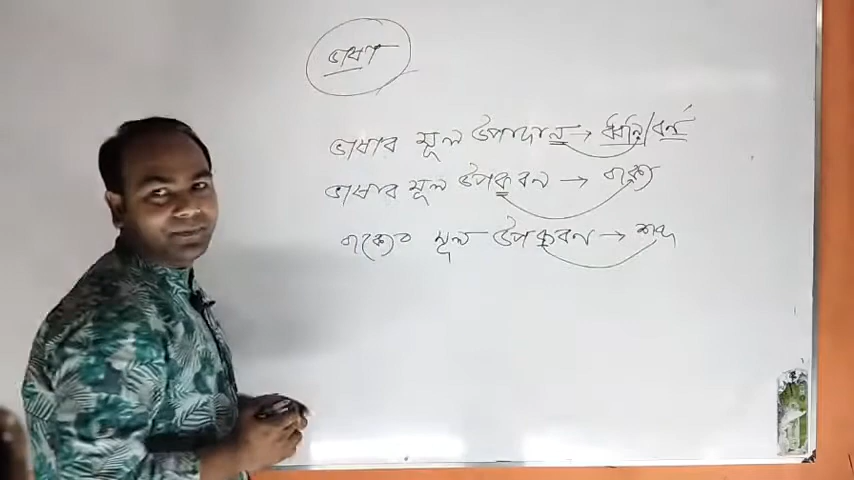 ভাষা
ভাষার মূল উপাদান → ধ্বনি/বর্ণ
ভাষার মূল উপকরণ → বাক্য
বাক্যের মূল উপকরণ → শব্দ